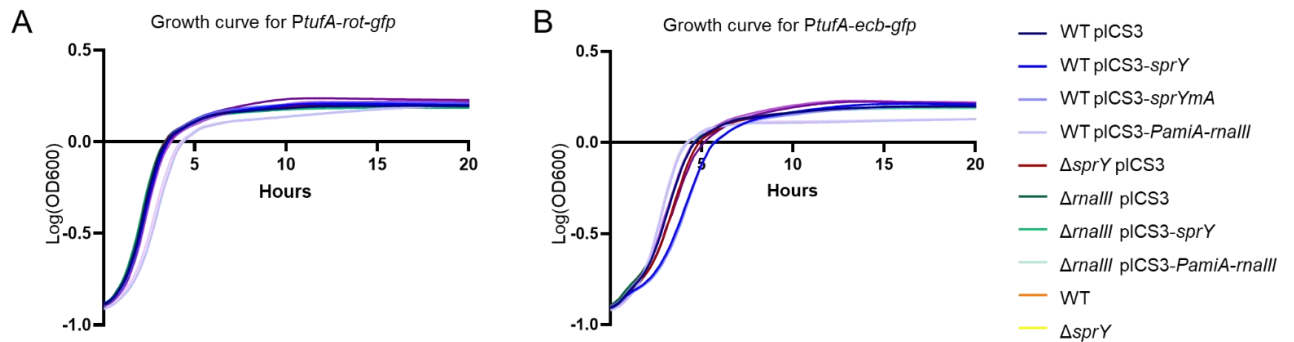 A
Growth curve for PtufA-rot-gfp
0.5
0.0
-0.5
-1.0
Log(OD600)
5
10
15
20
Hours
B
Growth curve for PtufA-ecb-gfp
0.5
0.0
-0.5
-1.0
Log(OD600)
5
10
15
20
Hours
WT pICS3
WT pICS3-sprY
WT pICS3-sprYmA
WT pICS3-PamiA-rnaIII
ΔsprY pICS3
ΔrnaIII pICS3
ΔrnaIII pICS3-sprY
ΔrnaIII pICS3-PamiA-rnaIII
WT
ΔsprY